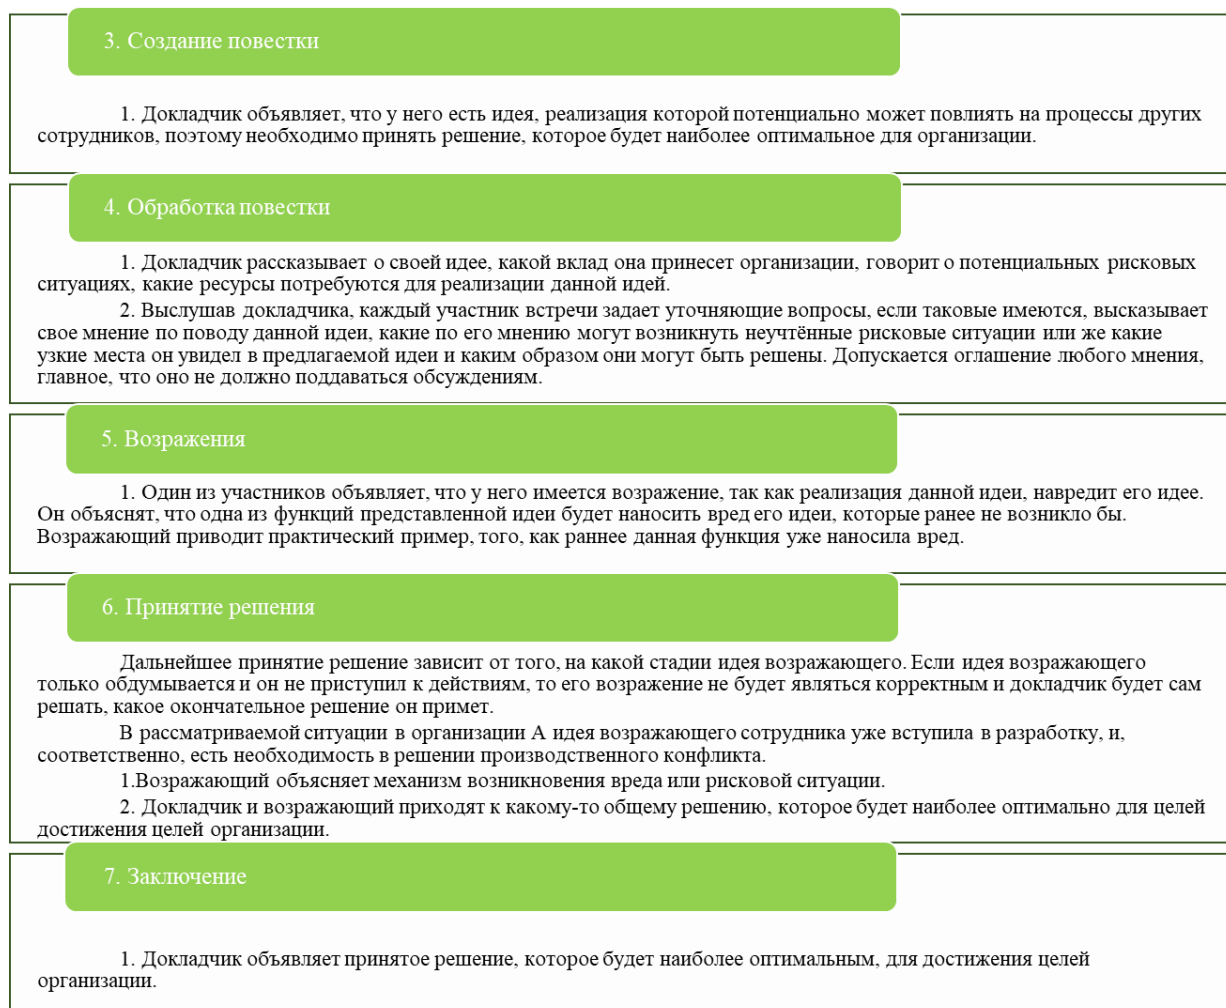 3. Создание повестки
1. Докладчик объявляет, что у него есть идея, реализация которой потенциально может повлиять на процессы других
сотрудников, поэтому необходимо принять решение, которое будет наиболее оптимальное для организации.
4. Обработка повестки
1. Докладчик рассказывает о своей идее, какой вклад она принесет организации, говорит о потенциальных рисковых
ситуациях, какие ресурсы потребуются для реализации данной идей.
2. Выслушав докладчика, каждый участник встречи задает уточняющие вопросы, если таковые имеются, высказывает
свое мнение по поводу данной идеи, какие по его мнению могут возникнуть неучтённые рисковые ситуации или же какие
узкие места он увидел в предлагаемой идеи и каким образом они могут быть решены. Допускается оглашение любого мнения,
главное, что оно не должно поддаваться обсуждениям.
5. Возражения
1. Один из участников объявляет, что у него имеется возражение, так как реализация данной идеи, навредит его идее.
Он объяснят, что одна из функций представленной идеи будет наносить вред его идеи, которые ранее не возникло бы.
Возражающий приводит практический пример, того, как раннее данная функция уже наносила вред.
6. Принятие решения
Дальнейшее принятие решение зависит от того, на какой стадии идея возражающего. Если идея возражающего
только обдумывается и он не приступил к действиям, то его возражение не будет являться корректным и докладчик будет сам
решать, какое окончательное решение он примет.
В рассматриваемой ситуации в организации А идея возражающего сотрудника уже вступила в разработку, и,
соответственно, есть необходимость в решении производственного конфликта.
1.Возражающий объясняет механизм возникновения вреда или рисковой ситуации.
2. Докладчик и возражающий приходят к какому-то общему решению, которое будет наиболее оптимально для целей
достижения целей организации.
7. Заключение
1. Докладчик объявляет принятое решение, которое будет наиболее оптимальным, для достижения целей
организации.